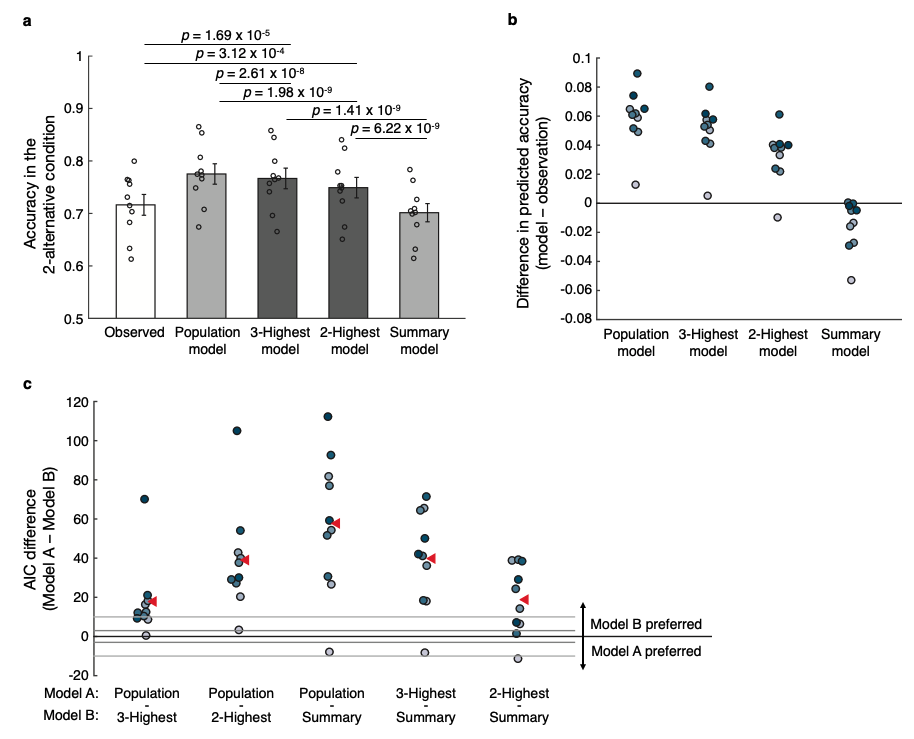 a
p = 1.69 x 10⁻⁵
p = 3.12 x 10⁻⁴
p = 2.61 x 10⁻⁸
p = 1.98 x 10⁻⁹
p = 1.41 x 10⁻⁹
p = 6.22 x 10⁻⁹
Accuracy in the
2-alternative condition
1
0.9
0.8
0.7
0.6
0.5
Observed
Population
model
3-Highest
model
2-Highest
model
Summary
model
b
Difference in predicted accuracy
(model – observation)
0.1
0.08
0.06
0.04
0.02
0
-0.02
-0.04
-0.06
-0.08
Population
model
3-Highest
model
2-Highest
model
Summary
model
c
AIC difference
(Model A – Model B)
120
100
80
60
40
20
0
-20
Model B preferred
Model A preferred
Model A: Population Population Population 3-Highest 2-Highest
- - - - -
Model B: 3-Highest 2-Highest Summary Summary Summary